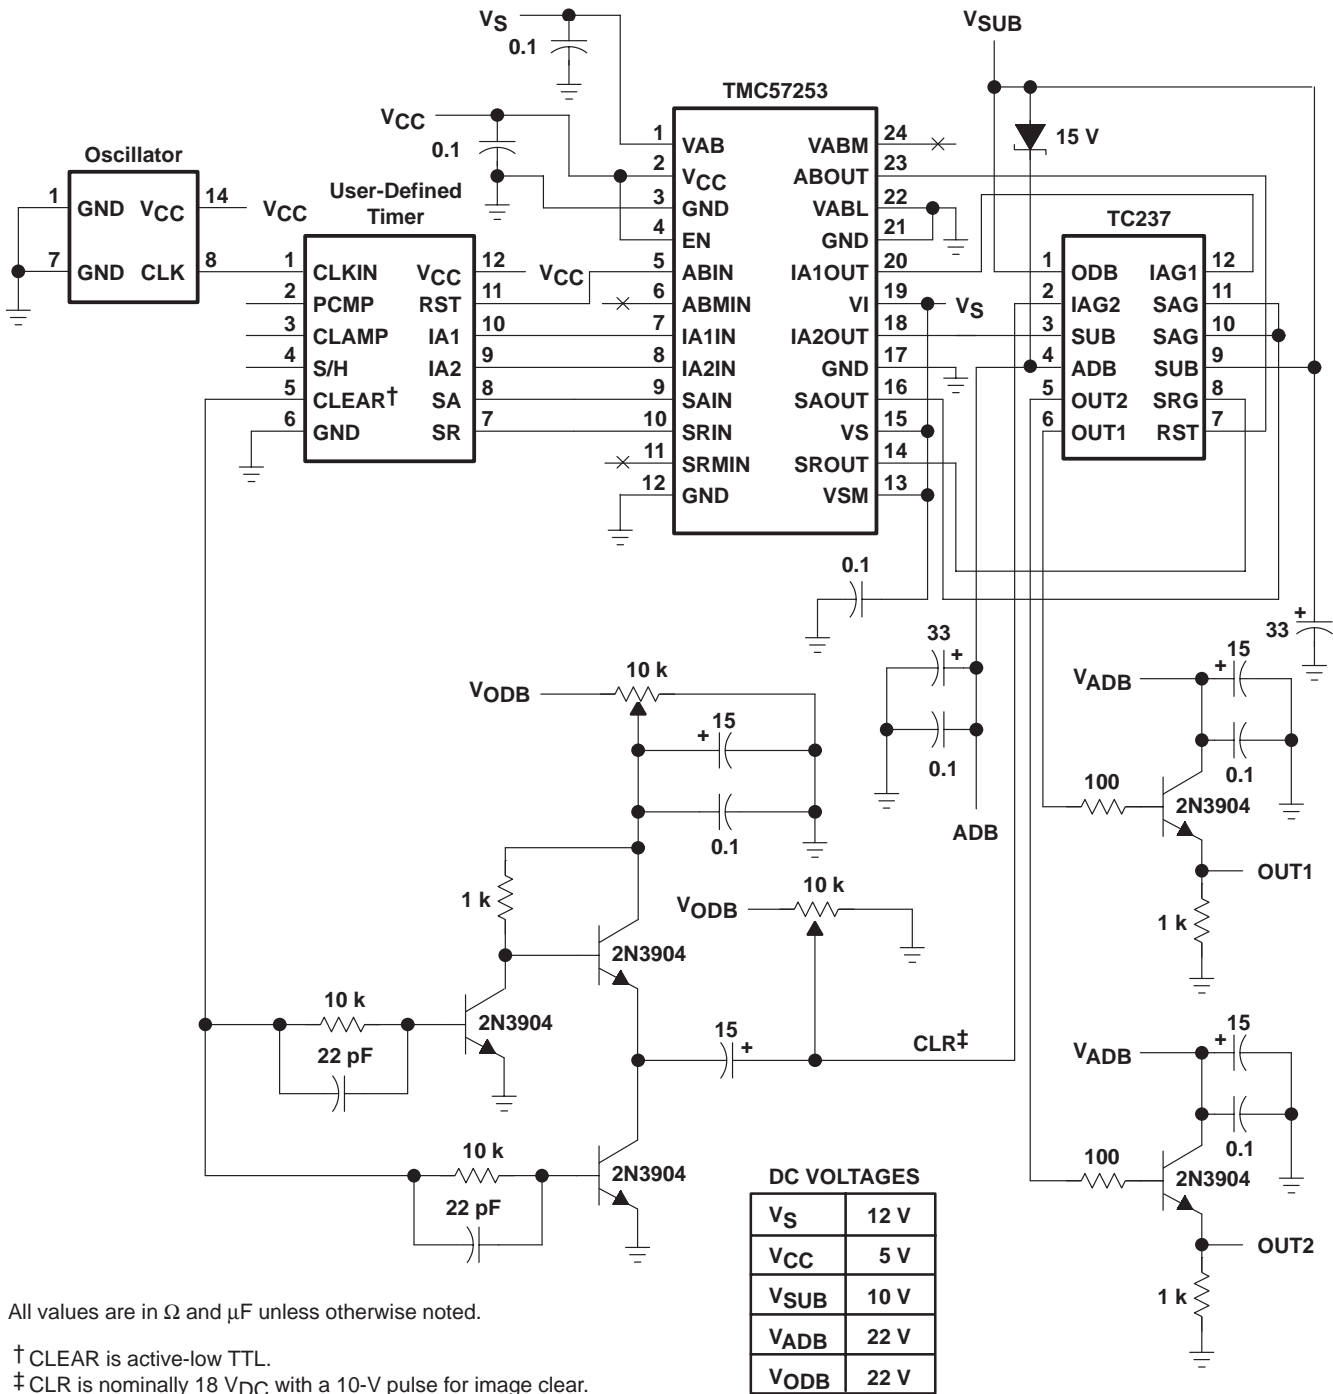 VS
0.1
VCC
0.1
VSUB
15 V
Oscillator
1 GND VCC 14 VCC
7 GND CLK 8
User-Defined
Timer
1 CLKIN VCC 12 VCC
2 PCMP RST 11
3 CLAMP IA1 10
4 S/H IA2 9
5 CLEAR† SA 8
6 GND SR 7
TMC57253
1 VAB VABM 24
2 VCC ABOUT 23
3 GND VABL 22
4 EN GND 21
5 ABIN IA1OUT 20
6 ABMIN VI 19 VS
7 IA1IN IA2OUT 18
8 IA2IN GND 17
9 SAIN SAOUT 16
10 SRIN VS 15
11 SRMIN SROUT 14
12 GND VSM 13
TC237
1 ODB IAG1 12
2 IAG2 SAG 11
3 SUB SAG 10
4 ADB SUB 9
5 OUT2 SRG 8
6 OUT1 RST 7
0.1
33 +
0.1
ADB
33 +
VODB 10 k
+ 15
0.1
1 k
2N3904
10 k
2N3904
22 pF
10 k
2N3904
22 pF
VODB 10 k
15 +
CLR‡
VADB + 15
0.1
100
2N3904
OUT1
1 k
VADB + 15
0.1
100
2N3904
OUT2
1 k
DC VOLTAGES
VS 12 V
VCC 5 V
VSUB 10 V
VADB 22 V
VODB 22 V
All values are in Ω and μF unless otherwise noted.
† CLEAR is active-low TTL.
‡ CLR is nominally 18 VDC with a 10-V pulse for image clear.